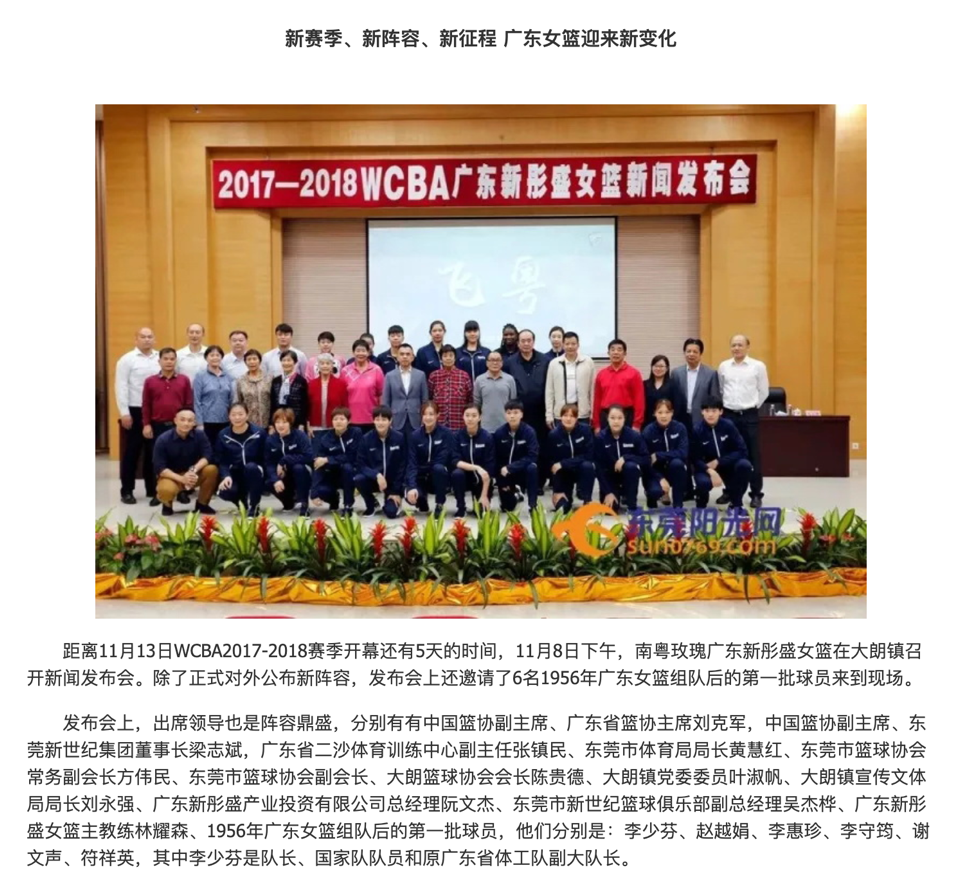 新赛季、新阵容、新征程 广东女篮迎来新变化
2017—2018WCBA广东新彤盛女篮新闻发布会
飞粤
东莞阳光网
sun0769.com
距离11月13日WCBA2017-2018赛季开幕还有5天的时间，11月8日下午，南粤玫瑰广东新彤盛女篮在大朗镇召
开新闻发布会。除了正式对外公布新阵容，发布会上还邀请了6名1956年广东女篮组队后的第一批球员来到现场。
发布会上，出席领导也是阵容鼎盛，分别有有中国篮协副主席、广东省篮协主席刘克军，中国篮协副主席、东
莞新世纪集团董事长梁志斌，广东省二沙体育训练中心副主任张镇民、东莞市体育局局长黄慧红、东莞市篮球协会
常务副会长方伟民、东莞市篮球协会副会长、大朗篮球协会会长陈贵德、大朗镇党委委员叶淑帆、大朗镇宣传文体
局局长刘永强、广东新彤盛产业投资有限公司总经理阮文杰、东莞市新世纪篮球俱乐部副总经理吴杰桦、广东新彤
盛女篮主教练林耀森、1956年广东女篮组队后的第一批球员，他们分别是：李少芬、赵越娟、李惠珍、李守筠、谢
文声、符祥英，其中李少芬是队长、国家队队员和原广东省体工队副大队长。